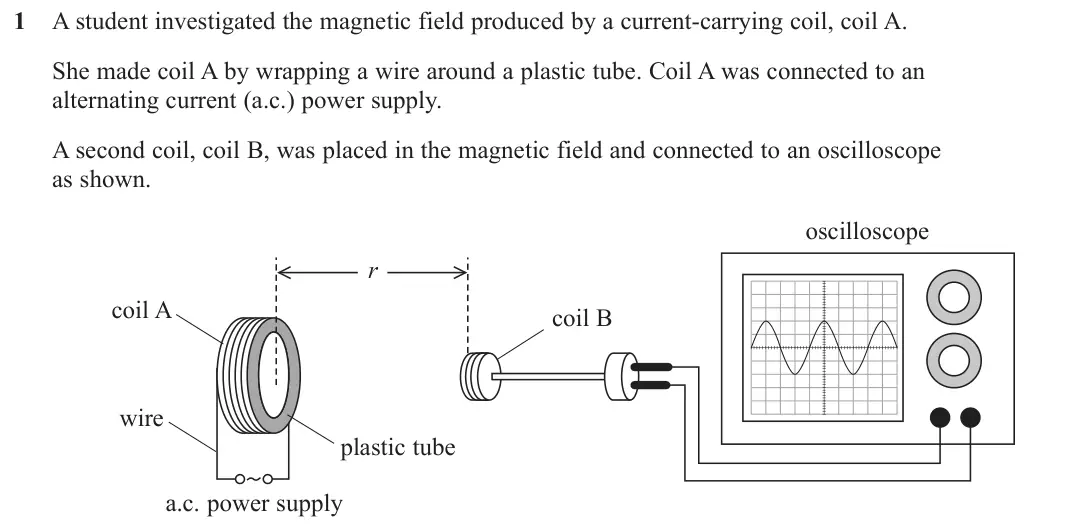 1 A student investigated the magnetic field produced by a current-carrying coil, coil A.
She made coil A by wrapping a wire around a plastic tube. Coil A was connected to an
alternating current (a.c.) power supply.
A second coil, coil B, was placed in the magnetic field and connected to an oscilloscope
as shown.
oscilloscope
r
coil A
coil B
wire
plastic tube
a.c. power supply